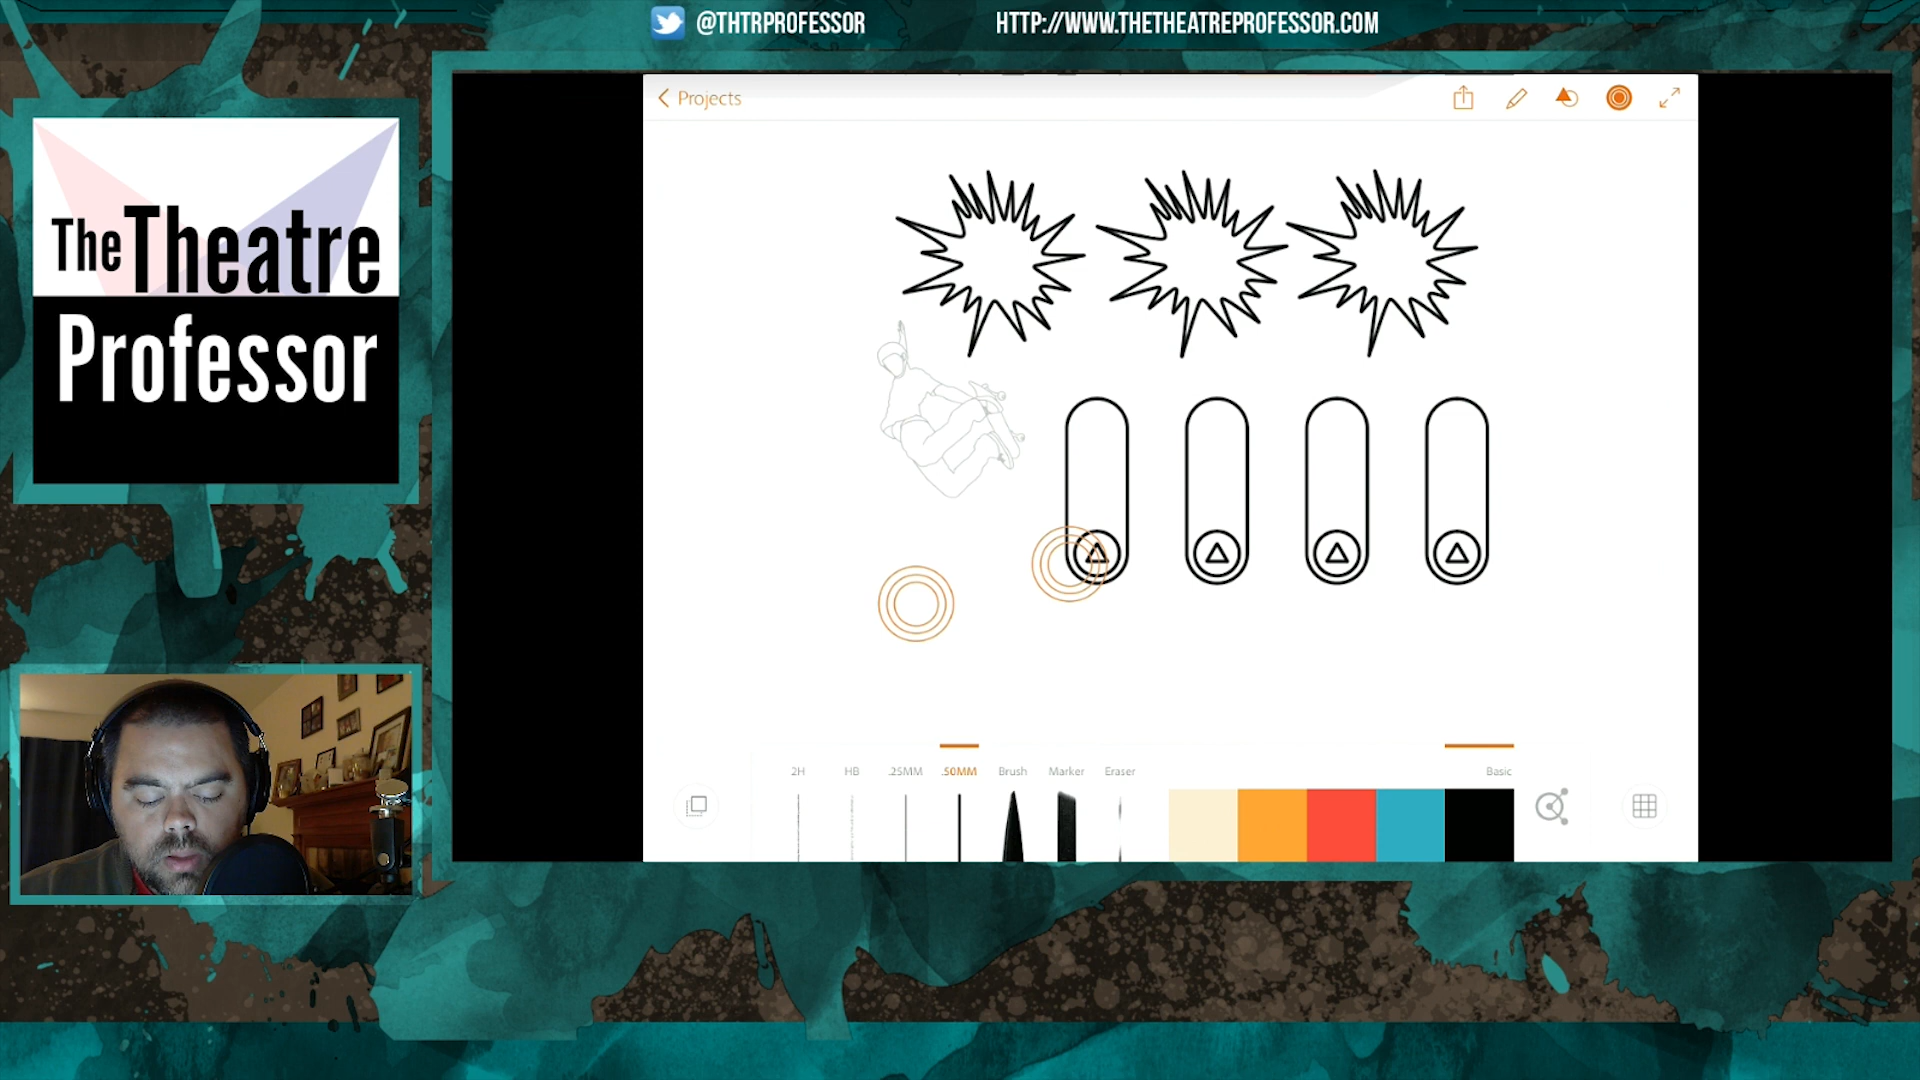 @THTRPROFESSOR
HTTP://WWW.THETHEATREPROFESSOR.COM
The Theatre
Professor
Projects
2H
HB
.25MM
.50MM
Brush
Marker
Eraser
Basic